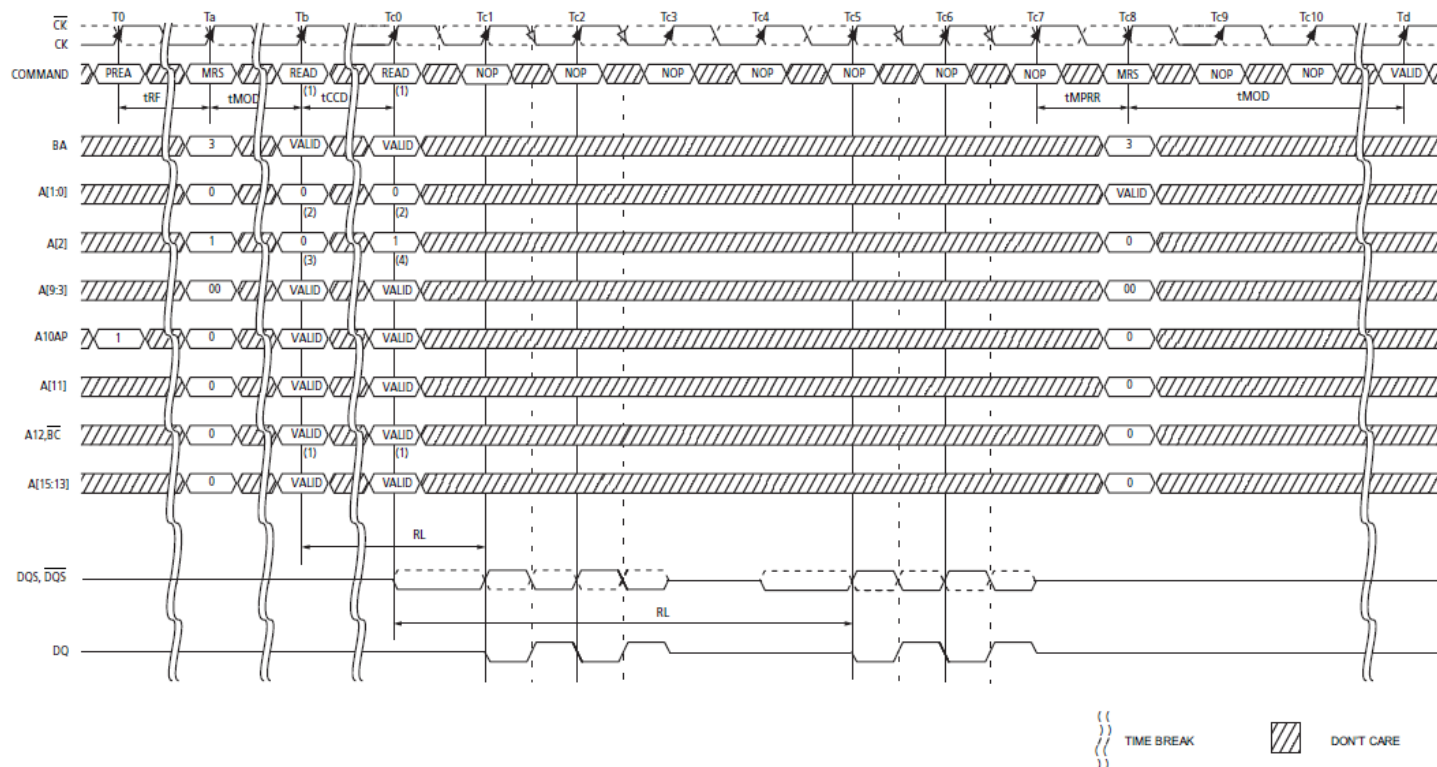 T0 Ta Tb Tc0 Tc1 Tc2 Tc3 Tc4 Tc5 Tc6 Tc7 Tc8 Tc9 Tc10 Td
CK
CK
COMMAND PREA MRS READ READ NOP NOP NOP NOP NOP NOP NOP MRS NOP NOP VALID
(1) (1)
tRF tMOD tCCD tMPRR tMOD
BA 3 VALID VALID 3
A[1:0] 0 0 0 VALID
(2) (2)
A[2] 1 0 1 0
(3) (4)
A[9:3] 00 VALID VALID 00
A10AP 1 0 VALID VALID 0
A[11] 0 VALID VALID 0
A12,BC 0 VALID VALID 0
(1) (1)
A[15:13] 0 VALID VALID 0
RL
DQS, DQS
RL
DQ
TIME BREAK DON'T CARE